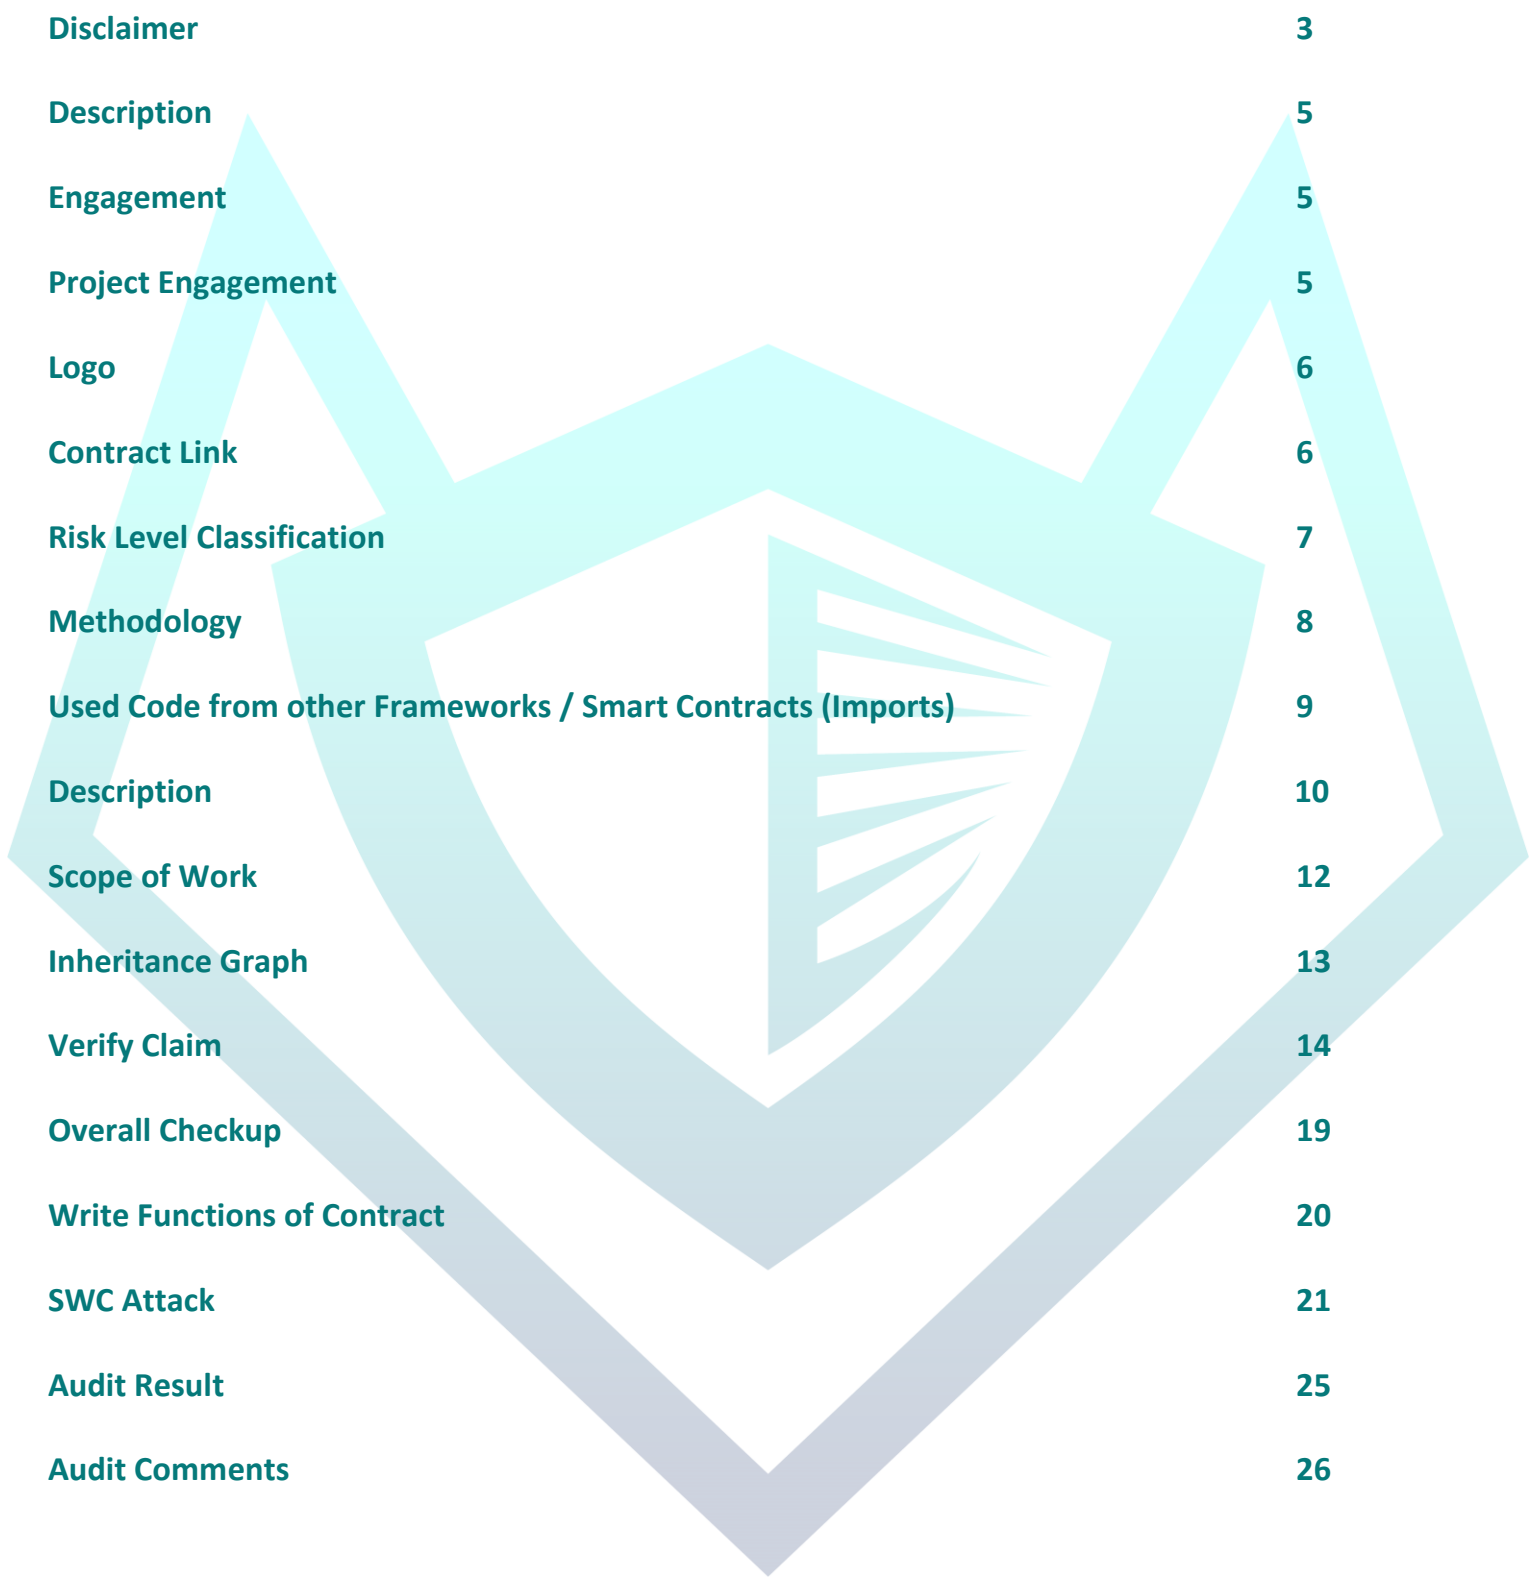 Disclaimer 3
Description 5
Engagement 5
Project Engagement 5
Logo 6
Contract Link 6
Risk Level Classification 7
Methodology 8
Used Code from other Frameworks / Smart Contracts (Imports) 9
Description 10
Scope of Work 12
Inheritance Graph 13
Verify Claim 14
Overall Checkup 19
Write Functions of Contract 20
SWC Attack 21
Audit Result 25
Audit Comments 26